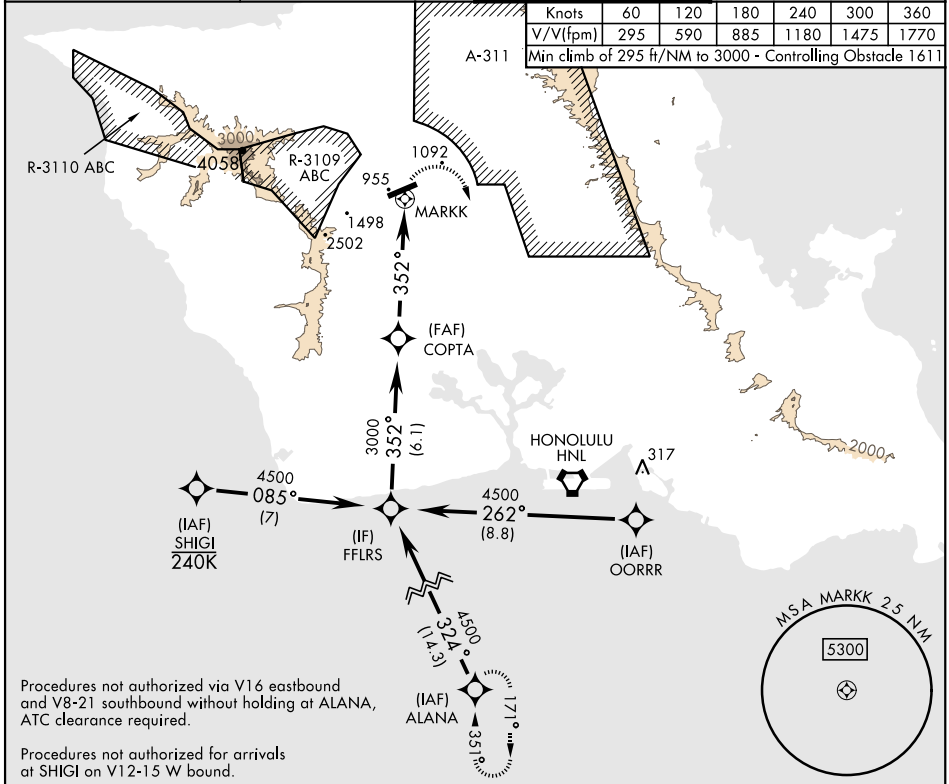 Knots 60 120 180 240 300 360
V/V(fpm) 295 590 885 1180 1475 1770
Min climb of 295 ft/NM to 3000 - Controlling Obstacle 1611
A-311
R-3110 ABC
3000
4058
R-3109
ABC
1092
955
MARKK
1498
2502
352°
(FAF)
COPTA
3000
352°
(6.1)
HONOLULU
HNL
317
2000
4500
085°
(7)
4500
262°
(8.8)
(IAF)
SHIGI
240K
(IF)
FFLRS
(IAF)
OORRR
4500
324°
(14.3)
MSA MARKK 25 NM
5300
(IAF)
ALANA
171°
351°
Procedures not authorized via V16 eastbound
and V8-21 southbound without holding at ALANA,
ATC clearance required.
Procedures not authorized for arrivals
at SHIGI on V12-15 W bound.